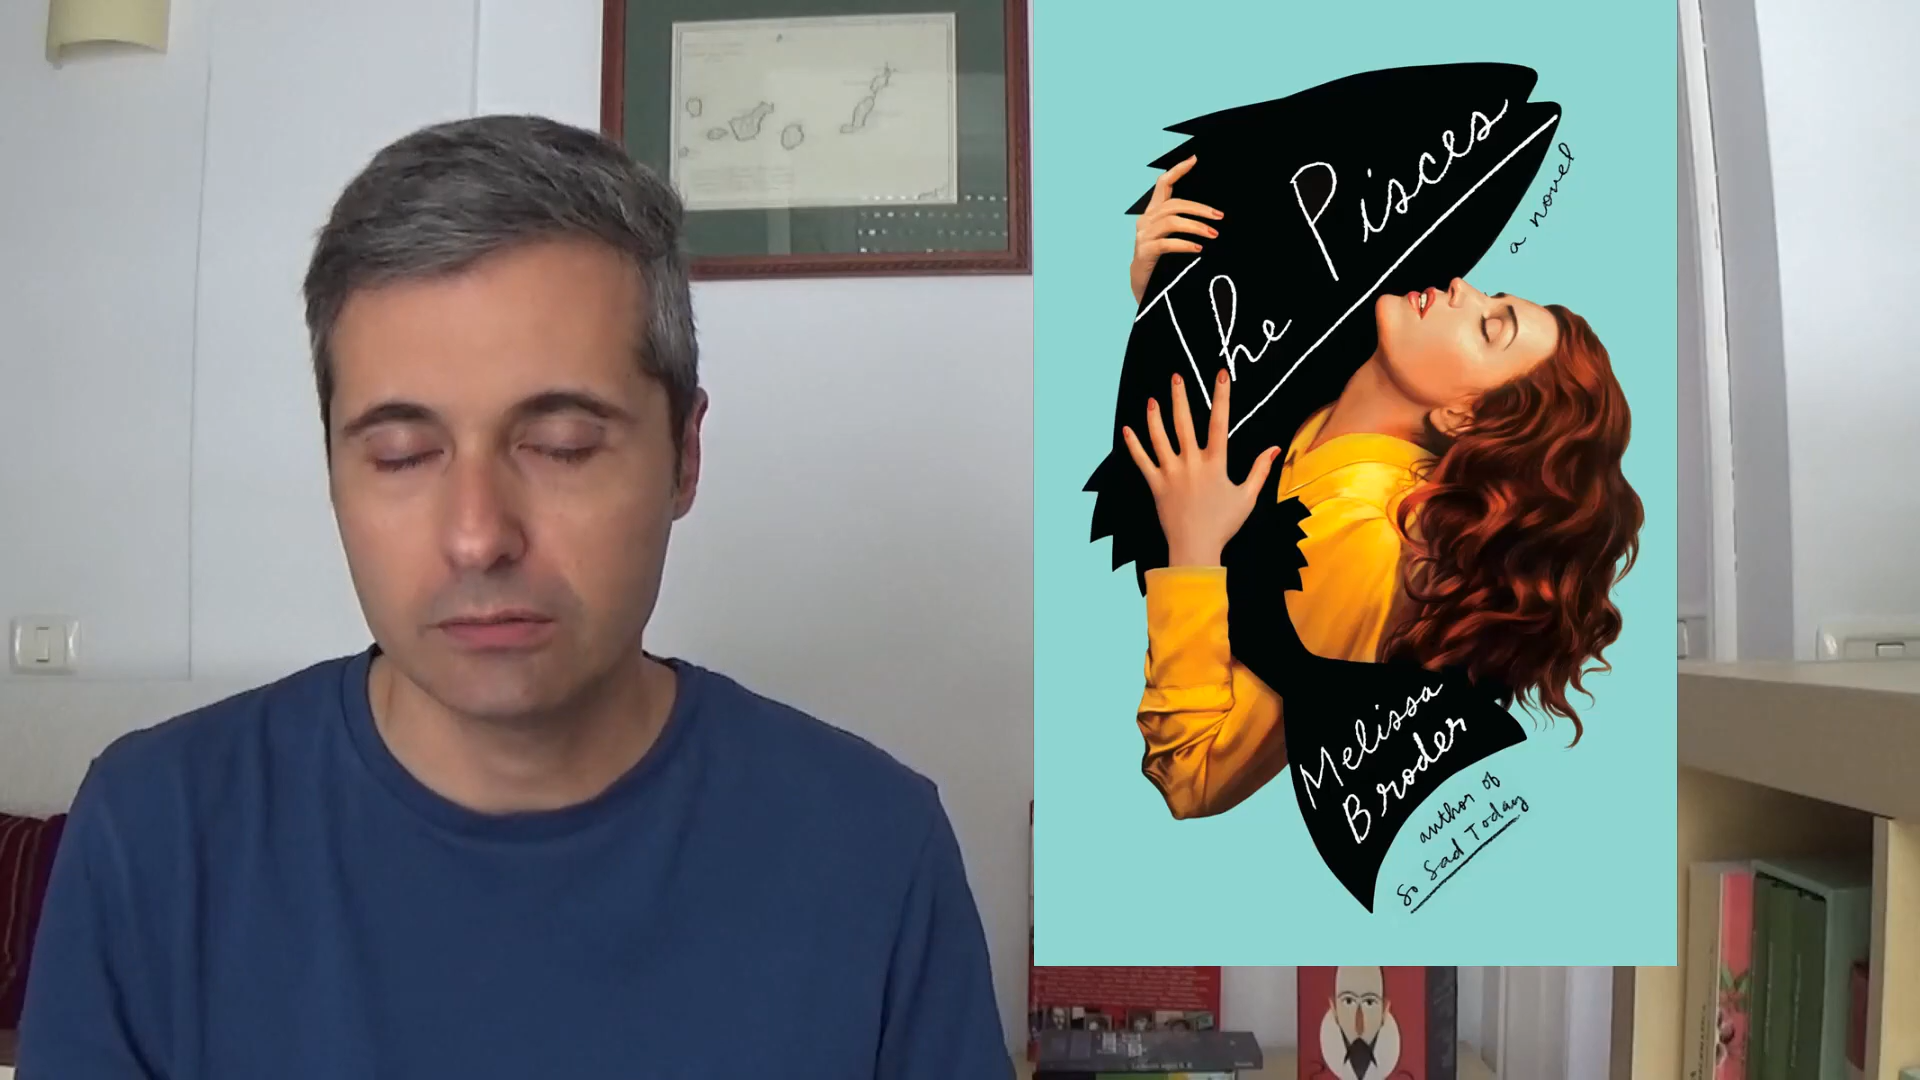 The Pisces
a novel
Melissa
Broder
author of
So Sad Today